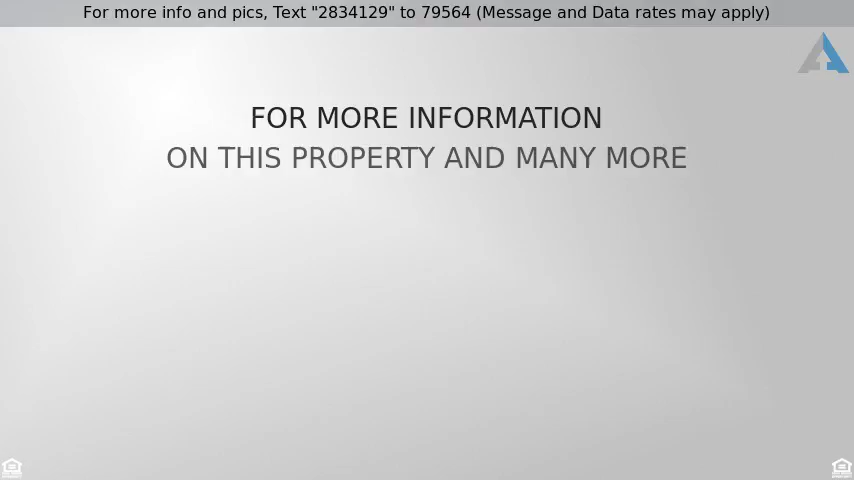 For more info and pics, Text "2834129" to 79564 (Message and Data rates may apply)
FOR MORE INFORMATION
ON THIS PROPERTY AND MANY MORE